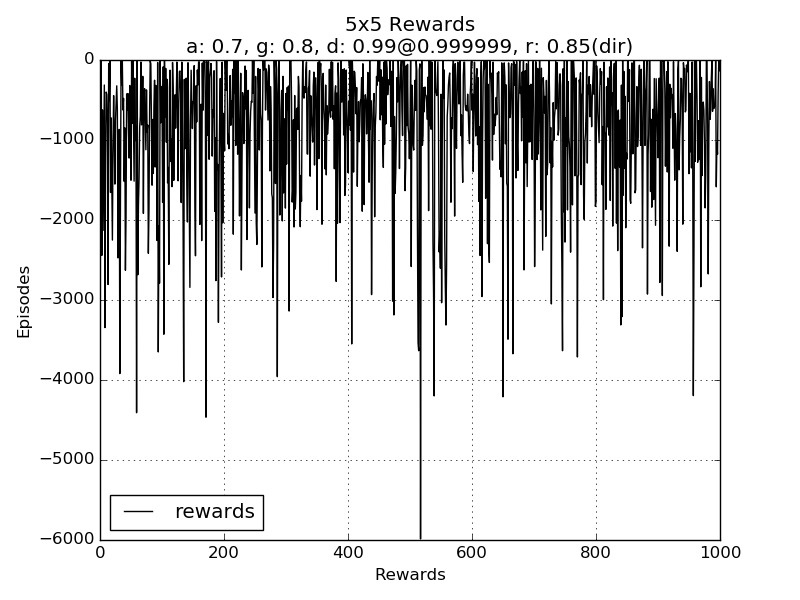 5x5 Rewards
a: 0.7, g: 0.8, d: 0.99@0.999999, r: 0.85(dir)
0
−1000
−2000
−3000
−4000
−5000
−6000
Episodes
rewards
0 200 400 600 800 1000
Rewards